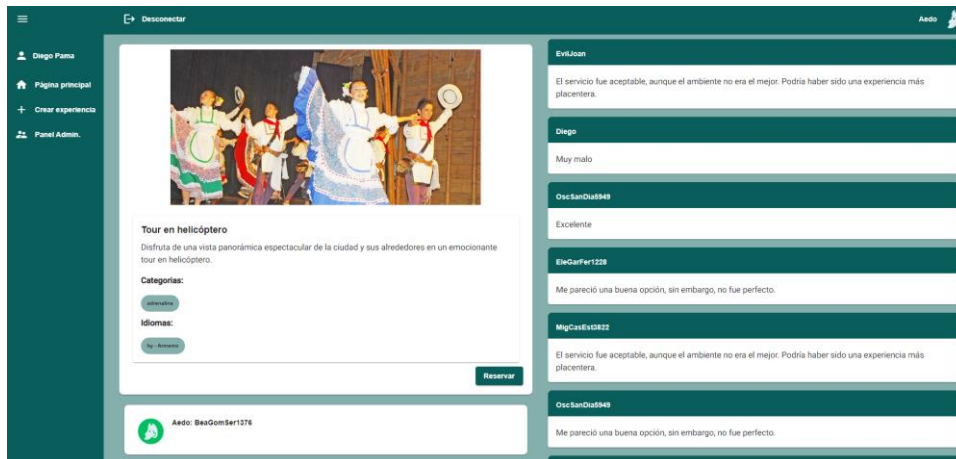 Desconectar
Aedo
Diego Pama
Página principal
Crear experiencia
Panel Admin.
Tour en helicóptero
Disfruta de una vista panorámica espectacular de la ciudad y sus alrededores en un emocionante
tour en helicóptero.
Categorias:
adrenalina
Idiomas:
hy - Armenio
Reservar
Aedo: BeaGomSer1376
EvilJoan
El servicio fue aceptable, aunque el ambiente no era el mejor. Podría haber sido una experiencia más
placentera.
Diego
Muy malo
OscSanDia5949
Excelente
EleGarFer1228
Me pareció una buena opción, sin embargo, no fue perfecto.
MigCasEst3822
El servicio fue aceptable, aunque el ambiente no era el mejor. Podría haber sido una experiencia más
placentera.
OscSanDia5949
Me pareció una buena opción, sin embargo, no fue perfecto.